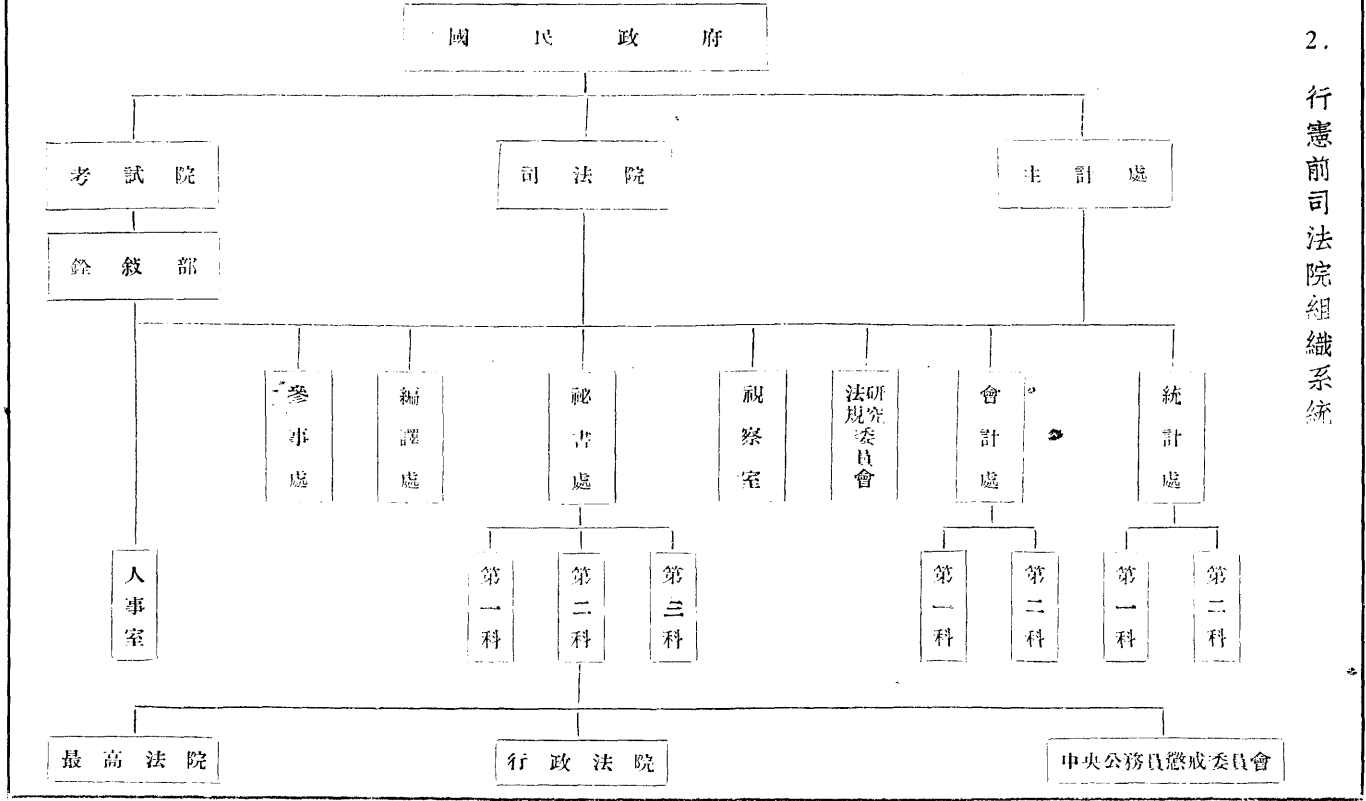 2. 行憲前司法院組織系統
國民政府
考試院
司法院
主計處
銓敍部
參事處
編譯處
祕書處
視察室
法規研究委員會
會計處
統計處
人事室
第一科
第二科
第三科
第一科
第二科
第一科
第二科
最高法院
行政法院
中央公務員懲戒委員會